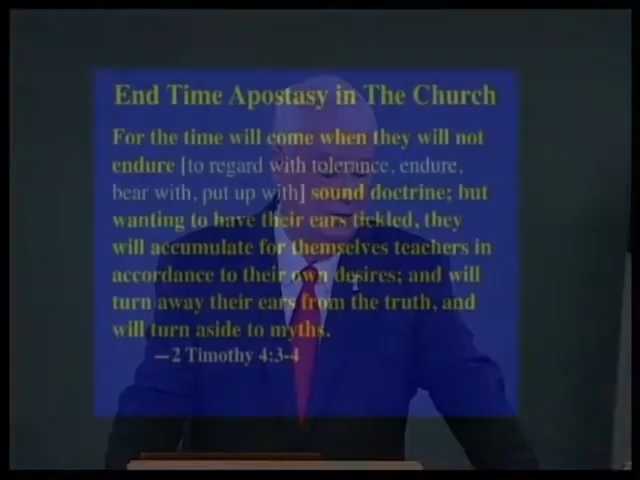 End Time Apostasy in The Church
For the time will come when they will not
endure [to regard with tolerance, endure,
bear with, put up with] sound doctrine; but
wanting to have their ears tickled, they
will accumulate for themselves teachers in
accordance to their own desires; and will
turn away their ears from the truth, and
will turn aside to myths.
—2 Timothy 4:3-4